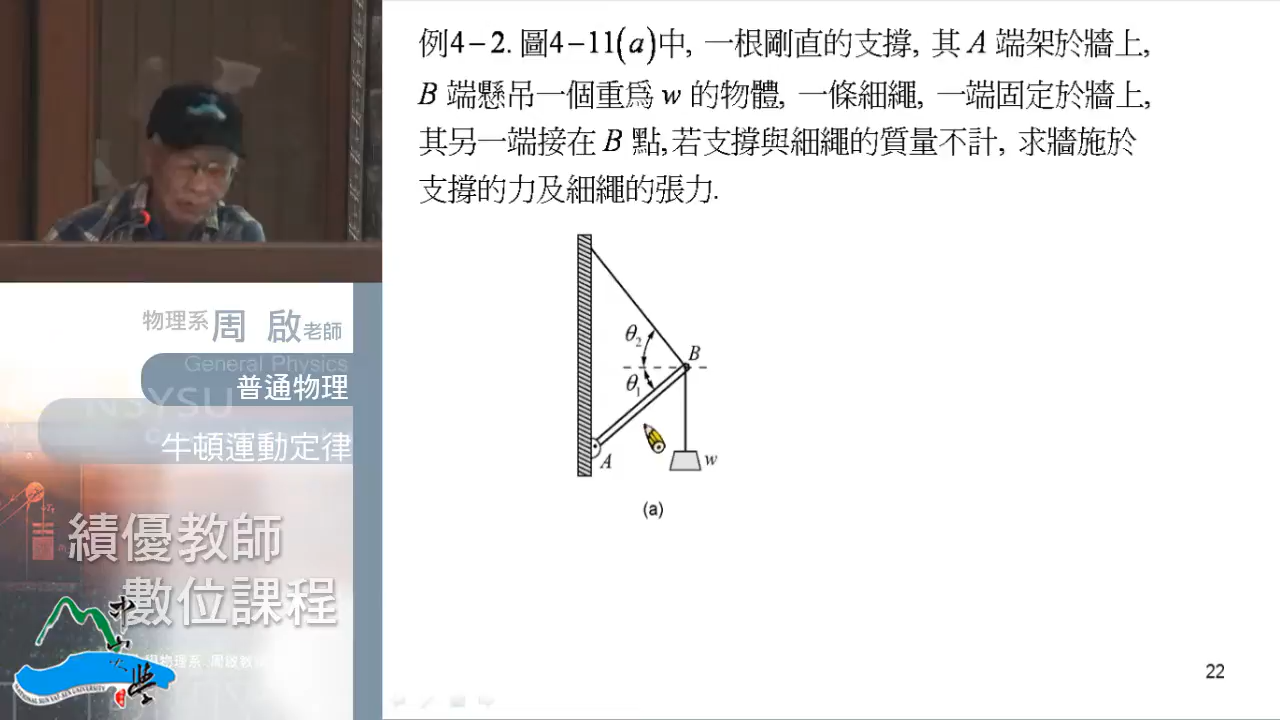 例4-2. 圖4-11(a)中, 一根剛直的支撐, 其 A 端架於牆上,
B 端懸吊一個重為 w 的物體, 一條細繩, 一端固定於牆上,
其另一端接在 B 點, 若支撐與細繩的質量不計, 求牆施於
支撐的力及細繩的張力.
θ₂
B
θ₁
A
w
(a)
22
物理系 周 啟 老師
General Physics
普通物理
NSYSU
牛頓運動定律
績優教師
數位課程